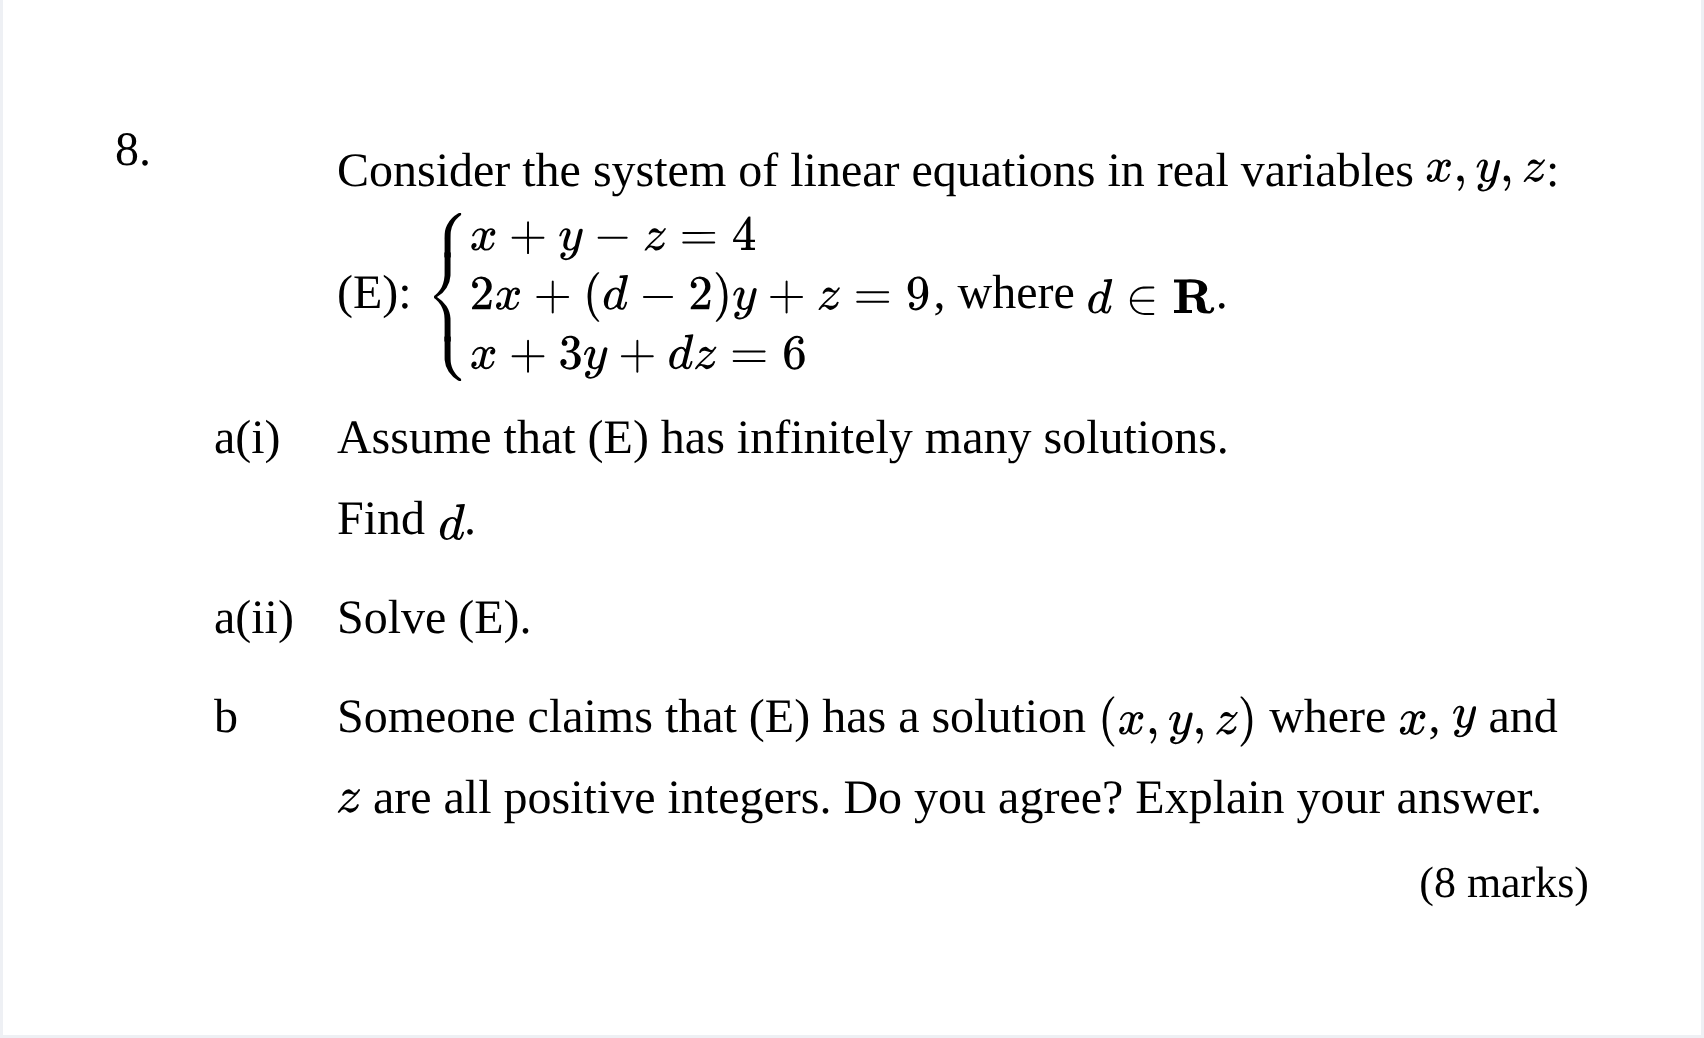 8.
Consider the system of linear equations in real variables x, y, z:
(E): { x + y − z = 4
2x + (d − 2)y + z = 9, where d ∈ R.
x + 3y + dz = 6
a(i) Assume that (E) has infinitely many solutions.
Find d.
a(ii) Solve (E).
b Someone claims that (E) has a solution (x, y, z) where x, y and
z are all positive integers. Do you agree? Explain your answer.
(8 marks)